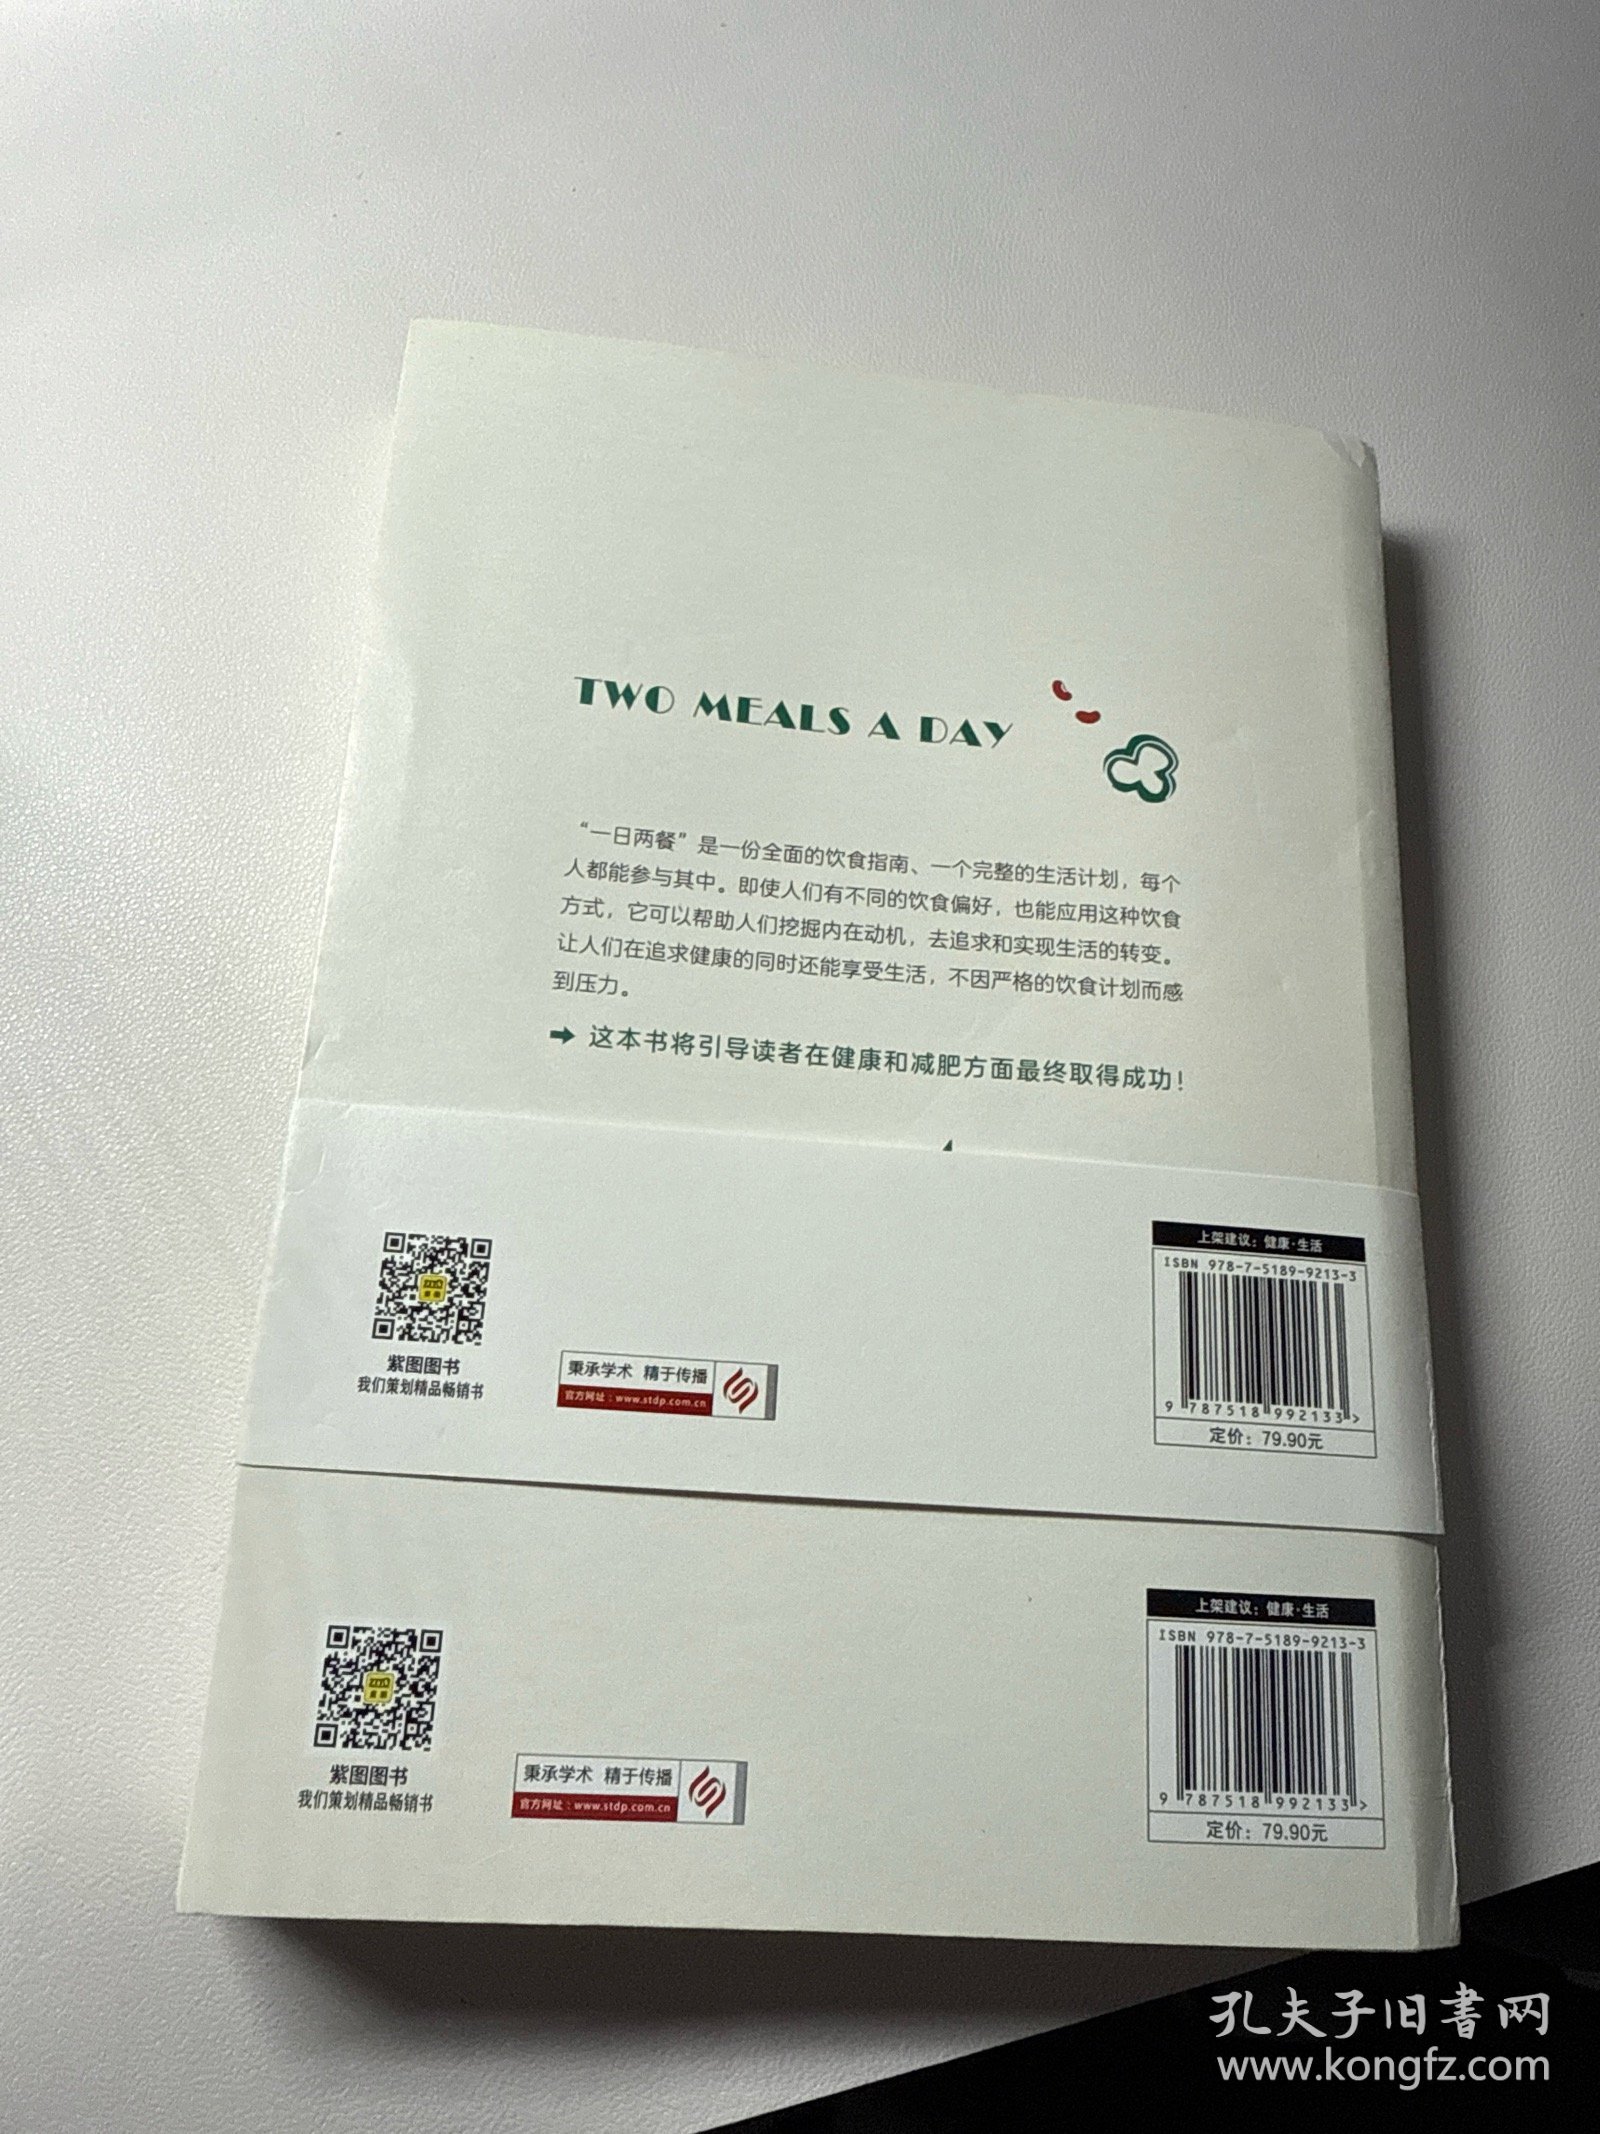 TWO MEALS A DAY
“一日两餐”是一份全面的饮食指南、一个完整的生活计划，每个
人都能参与其中。即使人们有不同的饮食偏好，也能应用这种饮食
方式，它可以帮助人们挖掘内在动机，去追求和实现生活的转变。
让人们在追求健康的同时还能享受生活，不因严格的饮食计划而感
到压力。
➡ 这本书将引导读者在健康和减肥方面最终取得成功！
紫图图书
我们策划精品畅销书
秉承学术 精于传播
官方网址：www.stdp.com.cn
上架建议：健康·生活
ISBN 978-7-5189-9213-3
9 787518 992133>
定价：79.90元
紫图图书
我们策划精品畅销书
秉承学术 精于传播
官方网址：www.stdp.com.cn
上架建议：健康·生活
ISBN 978-7-5189-9213-3
9 787518 992133>
定价：79.90元
孔夫子旧書网
www.kongfz.com